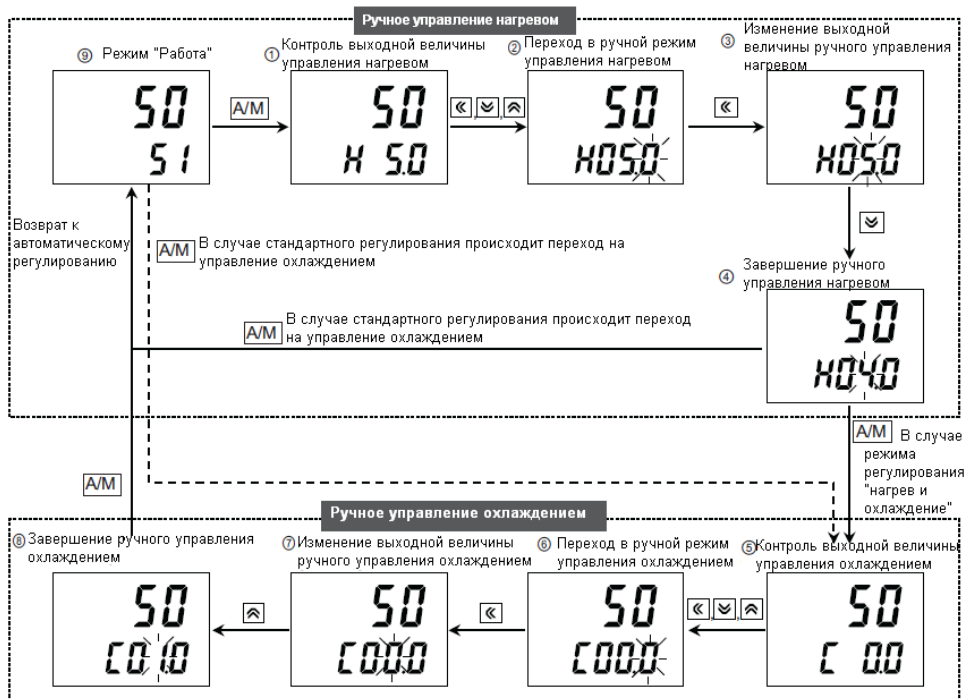 Ручное управление нагревом
⑨ Режим "Работа"
50
51
A/M
① Контроль выходной величины
управления нагревом
50
H 5.0
«,⨈,⨇
② Переход в ручной режим
управления нагревом
50
H05.0
«
③ Изменение выходной
величины ручного управления
нагревом
50
H05.0
Возврат к
автоматическому
регулированию
A/M В случае стандартного регулирования происходит переход на
управление охлаждением
④ Завершение ручного
управления нагревом
50
H04.0
A/M В случае стандартного регулирования происходит переход
на управление охлаждением
A/M В случае
режима
регулирования
"нагрев и
охлаждение"
A/M
Ручное управление охлаждением
⑧ Завершение ручного управления
охлаждением
50
C01.0
⑦ Изменение выходной величины
ручного управления охлаждением
50
C00.0
«
⑥ Переход в ручной режим
управления охлаждением
50
C00.0
⑤ Контроль выходной величины
управления охлаждением
50
C 0.0